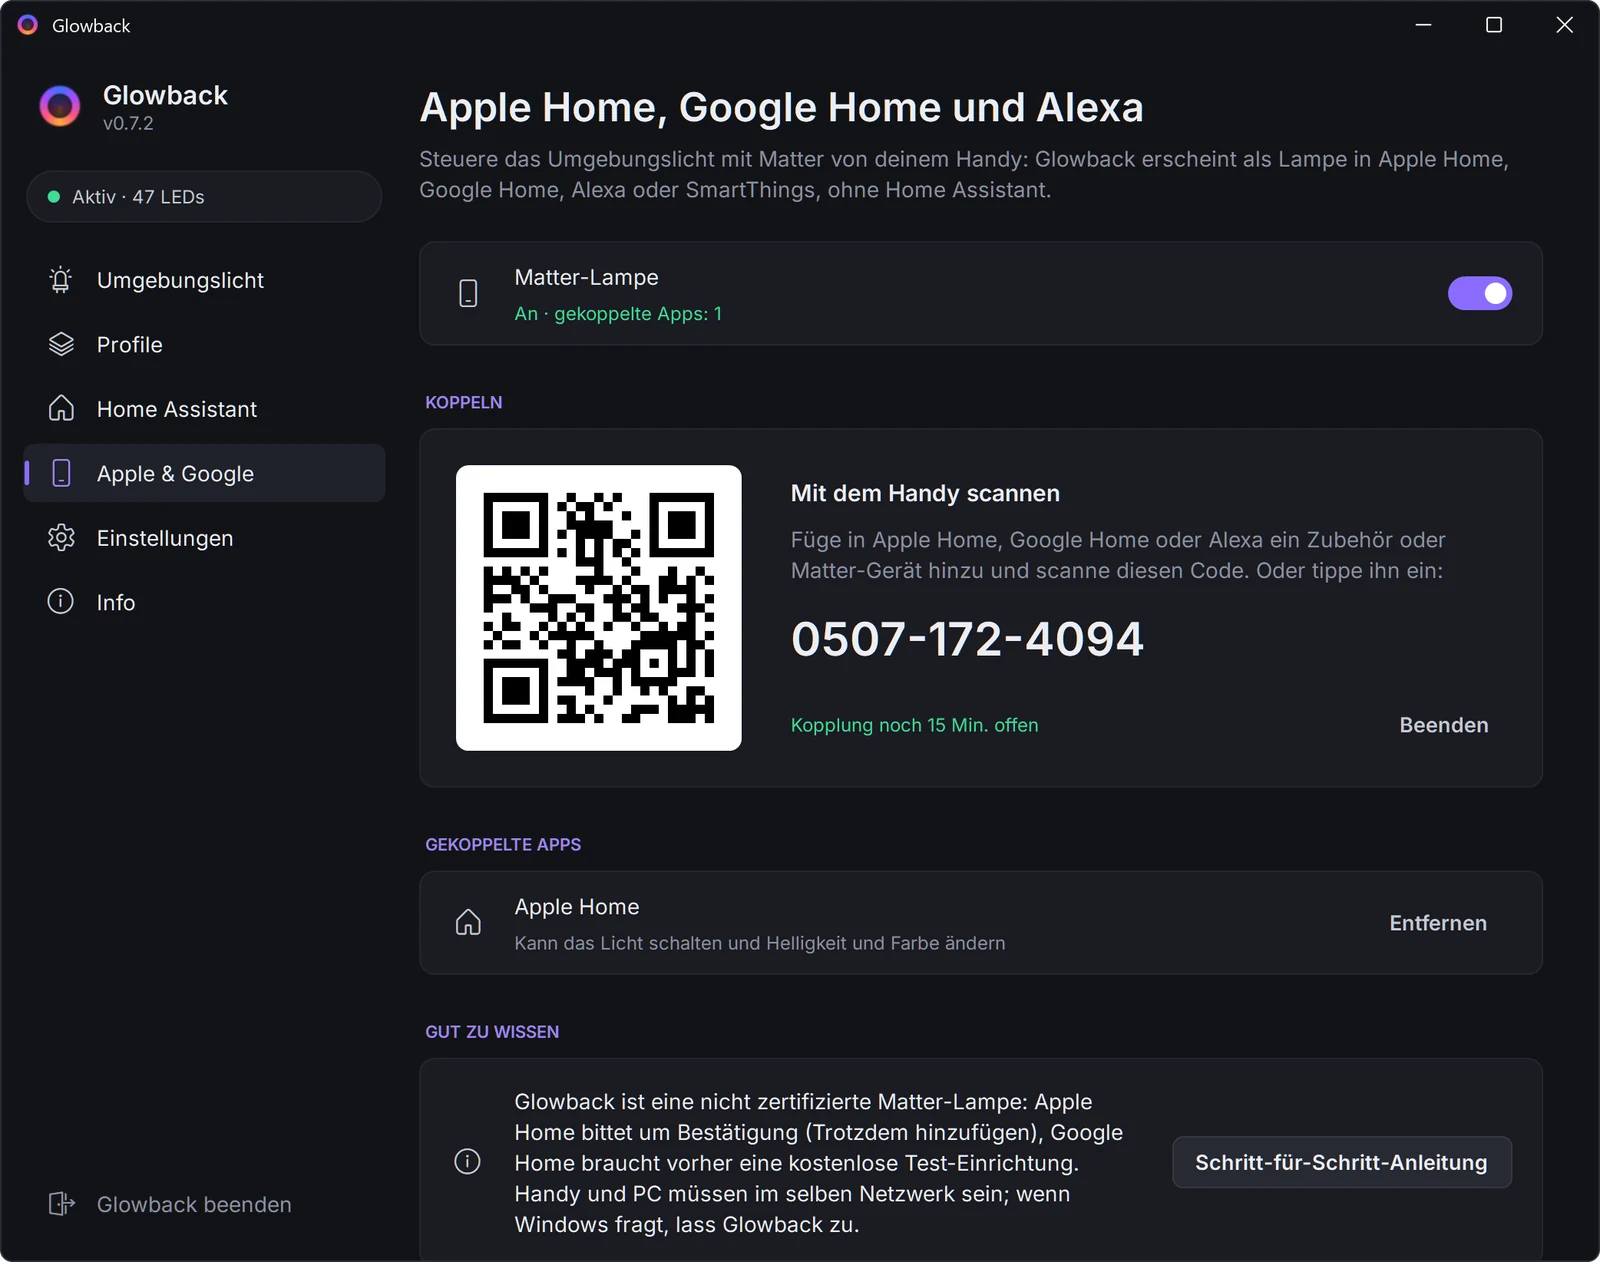 Glowback
Glowback
v0.7.2
Aktiv · 47 LEDs
Umgebungslicht
Profile
Home Assistant
Apple & Google
Einstellungen
Info
Glowback beenden
Apple Home, Google Home und Alexa
Steuere das Umgebungslicht mit Matter von deinem Handy: Glowback erscheint als Lampe in Apple Home,
Google Home, Alexa oder SmartThings, ohne Home Assistant.
Matter-Lampe
An · gekoppelte Apps: 1
KOPPELN
Mit dem Handy scannen
Füge in Apple Home, Google Home oder Alexa ein Zubehör oder
Matter-Gerät hinzu und scanne diesen Code. Oder tippe ihn ein:
0507-172-4094
Kopplung noch 15 Min. offen
Beenden
GEKOPPELTE APPS
Apple Home
Kann das Licht schalten und Helligkeit und Farbe ändern
Entfernen
GUT ZU WISSEN
Glowback ist eine nicht zertifizierte Matter-Lampe: Apple
Home bittet um Bestätigung (Trotzdem hinzufügen), Google
Home braucht vorher eine kostenlose Test-Einrichtung.
Handy und PC müssen im selben Netzwerk sein; wenn
Windows fragt, lass Glowback zu.
Schritt-für-Schritt-Anleitung